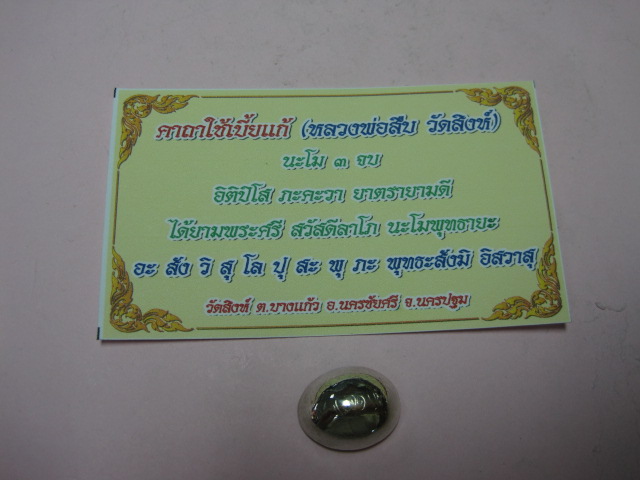 คาถาใช้เบี้ยแก้ (หลวงพ่อสืบ วัดสิงห์)
นะโม ๓ จบ
อิติปิโส ภะคะวา ยาตรายามดี
ได้ยามพระศรี สวัสดีลาโภ นะโมพุทธายะ
อะ สัง วิ สุ โล ปุ สะ พุ ภะ พุทธะสังมิ อิสวาสุ
วัดสิงห์ ต.บางแก้ว อ.นครชัยศรี จ.นครปฐม